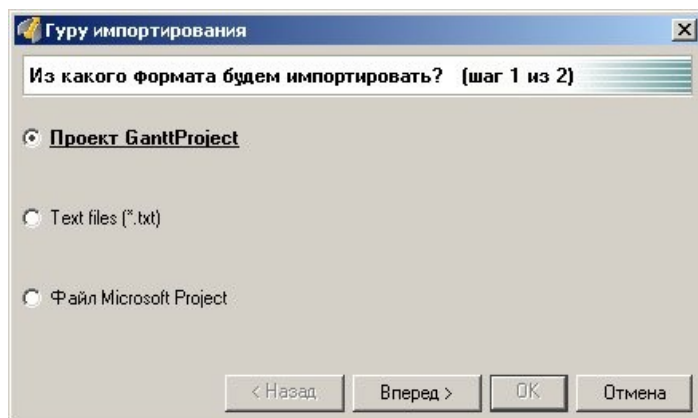 Гуру импортирования
Из какого формата будем импортировать? (шаг 1 из 2)
Проект GanttProject
Text files (*.txt)
Файл Microsoft Project
< Назад Вперед > OK Отмена